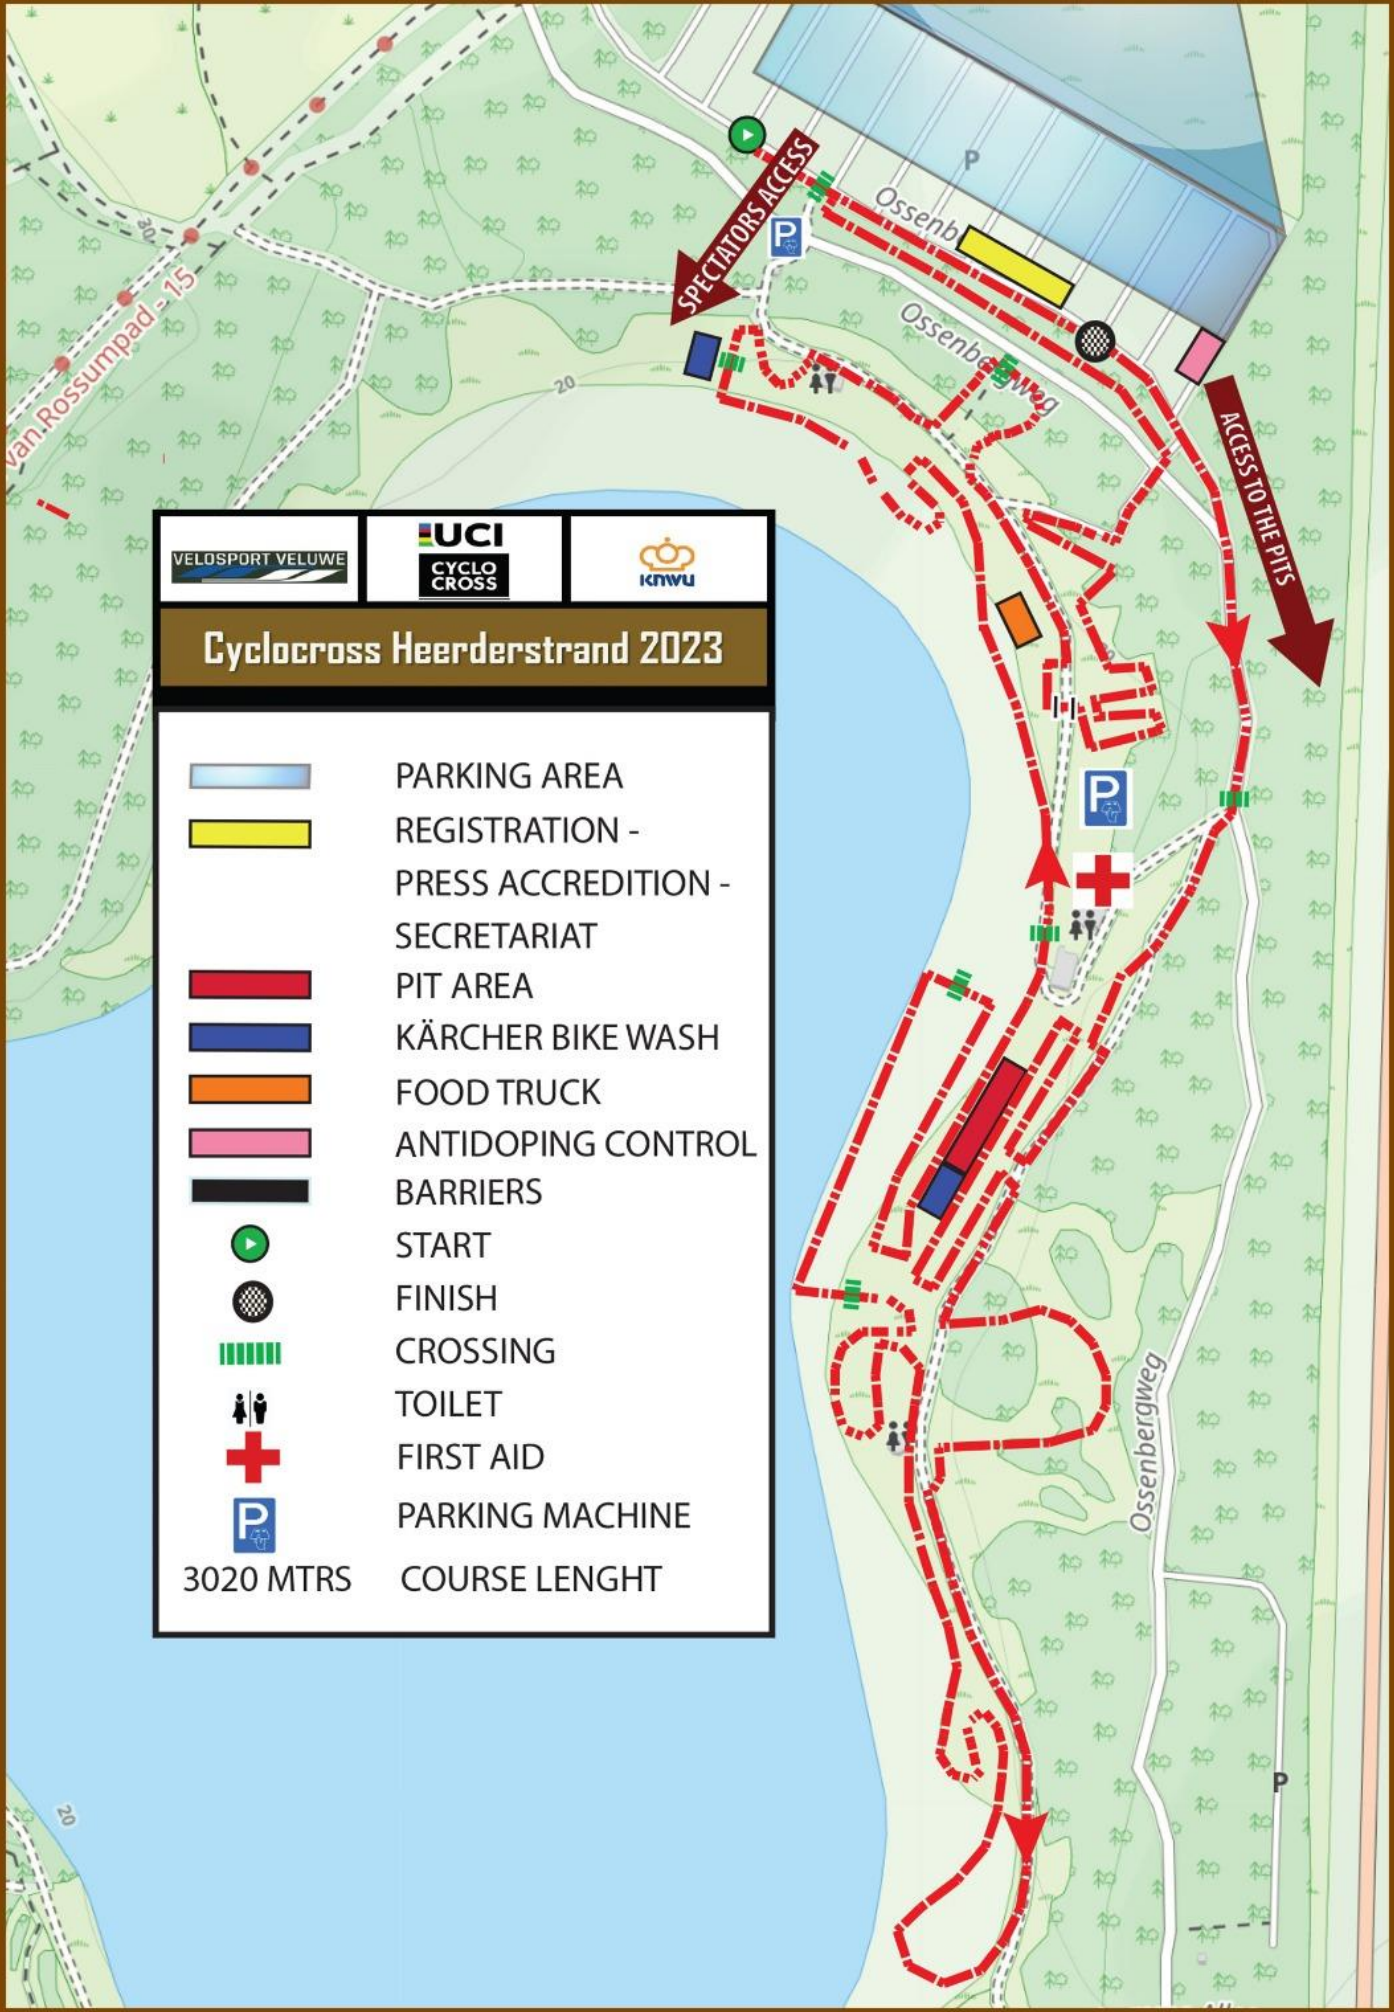 P
SPECTATORS ACCESS
Ossenb
P
30
van Rossumpad - 15
Ossenbergweg
20
ACCESS TO THE PITS
VELOSPORT VELUWE
UCI
CYCLO
CROSS
KNWU
Cyclocross Heerderstrand 2023
PARKING AREA
REGISTRATION -
PRESS ACCREDITION -
SECRETARIAT
PIT AREA
KÄRCHER BIKE WASH
FOOD TRUCK
ANTIDOPING CONTROL
BARRIERS
START
FINISH
CROSSING
TOILET
FIRST AID
P
PARKING MACHINE
3020 MTRS COURSE LENGHT
P
Ossenbergweg
P
20